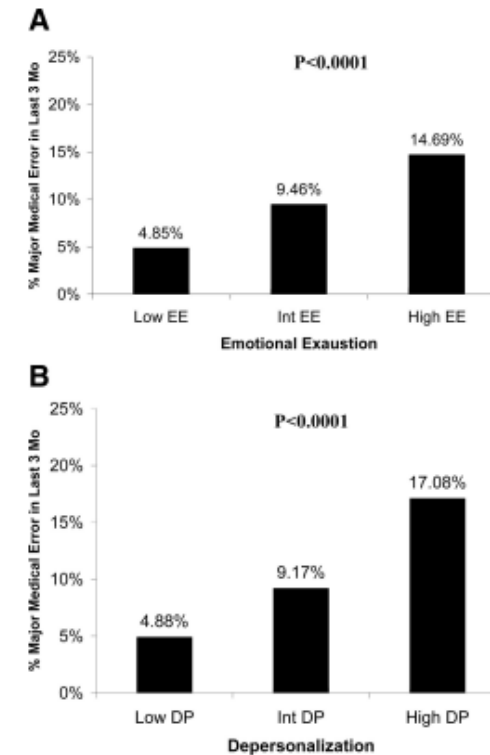 A
% Major Medical Error in Last 3 Mo
25%
P<0.0001
20%
15%
14.69%
10%
9.46%
5%
4.85%
0%
Low EE Int EE High EE
Emotional Exaustion
B
% Major Medical Error in Last 3 Mo
25%
P<0.0001
20%
17.08%
15%
10%
9.17%
5%
4.88%
0%
Low DP Int DP High DP
Depersonalization